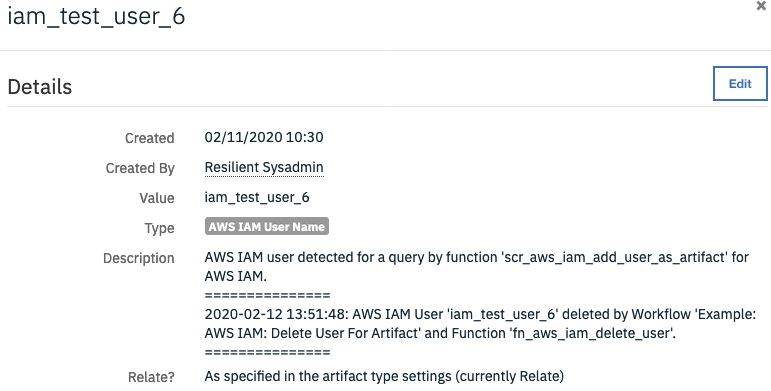 iam_test_user_6
×
Details
Edit
Created 02/11/2020 10:30
Created By Resilient Sysadmin
Value iam_test_user_6
Type AWS IAM User Name
Description AWS IAM user detected for a query by function 'scr_aws_iam_add_user_as_artifact' for
AWS IAM.
===============
2020-02-12 13:51:48: AWS IAM User 'iam_test_user_6' deleted by Workflow 'Example:
AWS IAM: Delete User For Artifact' and Function 'fn_aws_iam_delete_user'.
===============
Relate? As specified in the artifact type settings (currently Relate)